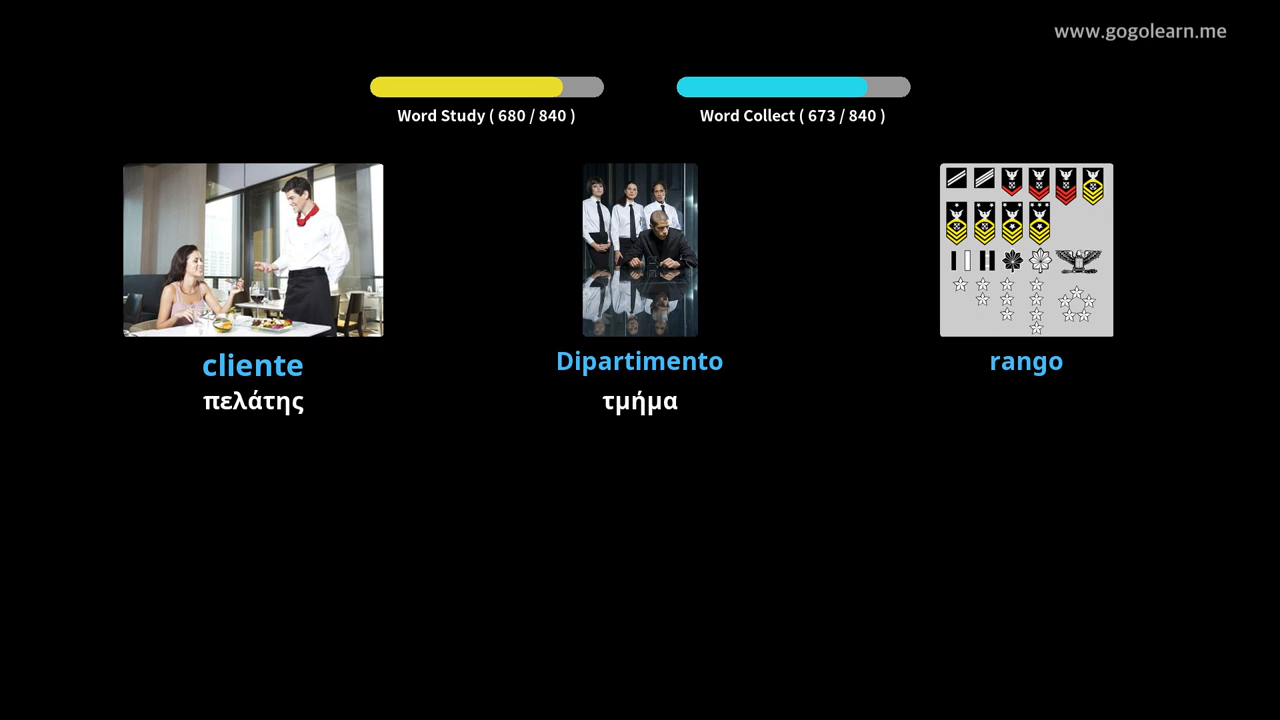 www.gogolearn.me
Word Study ( 680 / 840 )
Word Collect ( 673 / 840 )
cliente
Dipartimento
rango
πελάτης
τμήμα